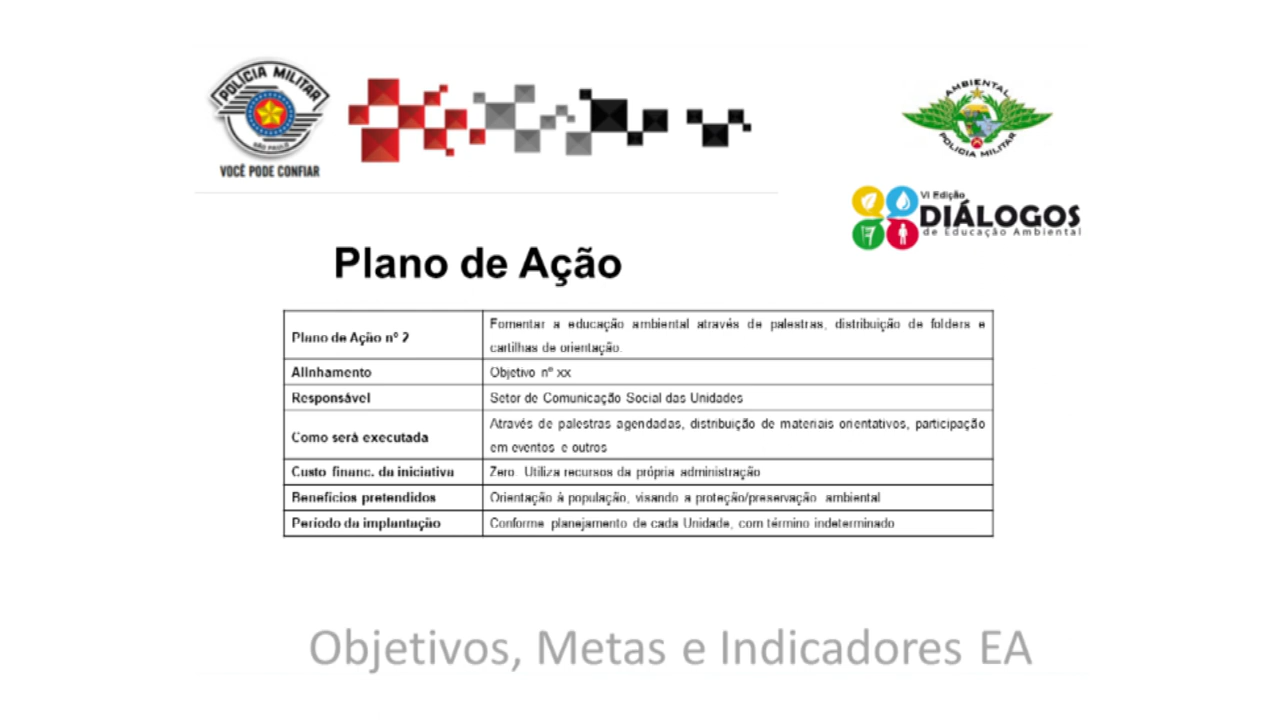 POLÍCIA MILITAR
SÃO PAULO
VOCÊ PODE CONFIAR
AMBIENTAL
POLÍCIA MILITAR
VI Edição
DIÁLOGOS
de Educação Ambiental
Plano de Ação
Plano de Ação nº 2
Fomentar a educação ambiental através de palestras, distribuição de folders e
cartilhas de orientação.
Alinhamento
Objetivo nº xx
Responsável
Setor de Comunicação Social das Unidades
Como será executada
Através de palestras agendadas, distribuição de materiais orientativos, participação
em eventos e outros
Custo financ. da iniciativa
Zero. Utiliza recursos da própria administração
Benefícios pretendidos
Orientação à população, visando a proteção/preservação ambiental
Período da implantação
Conforme planejamento de cada Unidade, com término indeterminado
Objetivos, Metas e Indicadores EA